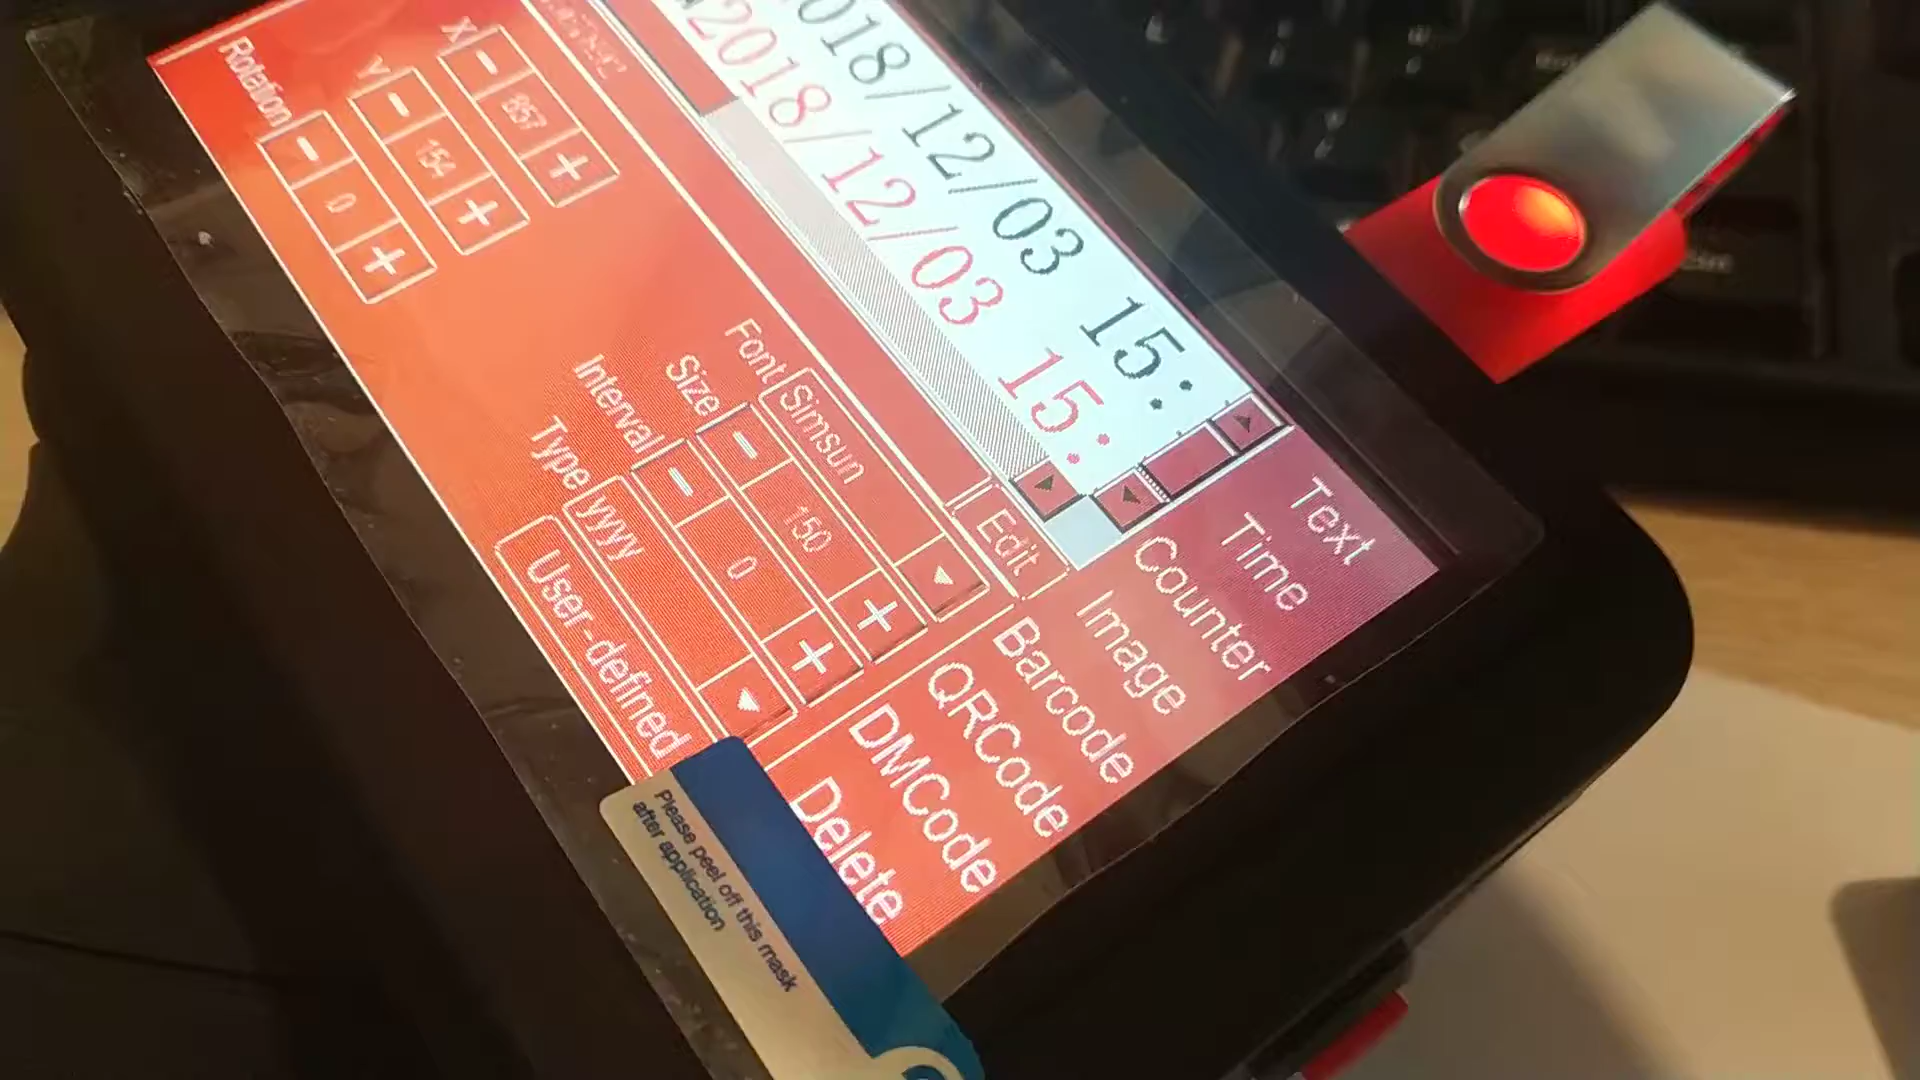 2018/12/03 15:
2018/12/03 15:
Text
Time
Counter
Image
Barcode
QRCode
DMCode
Delete
Edit
X - 857 +
Y - 154 +
Rotation - 0 +
Font Simsun
Size - 150 +
Interval - 0 +
Type yyyy
User-defined
Please peel off this mask
after application